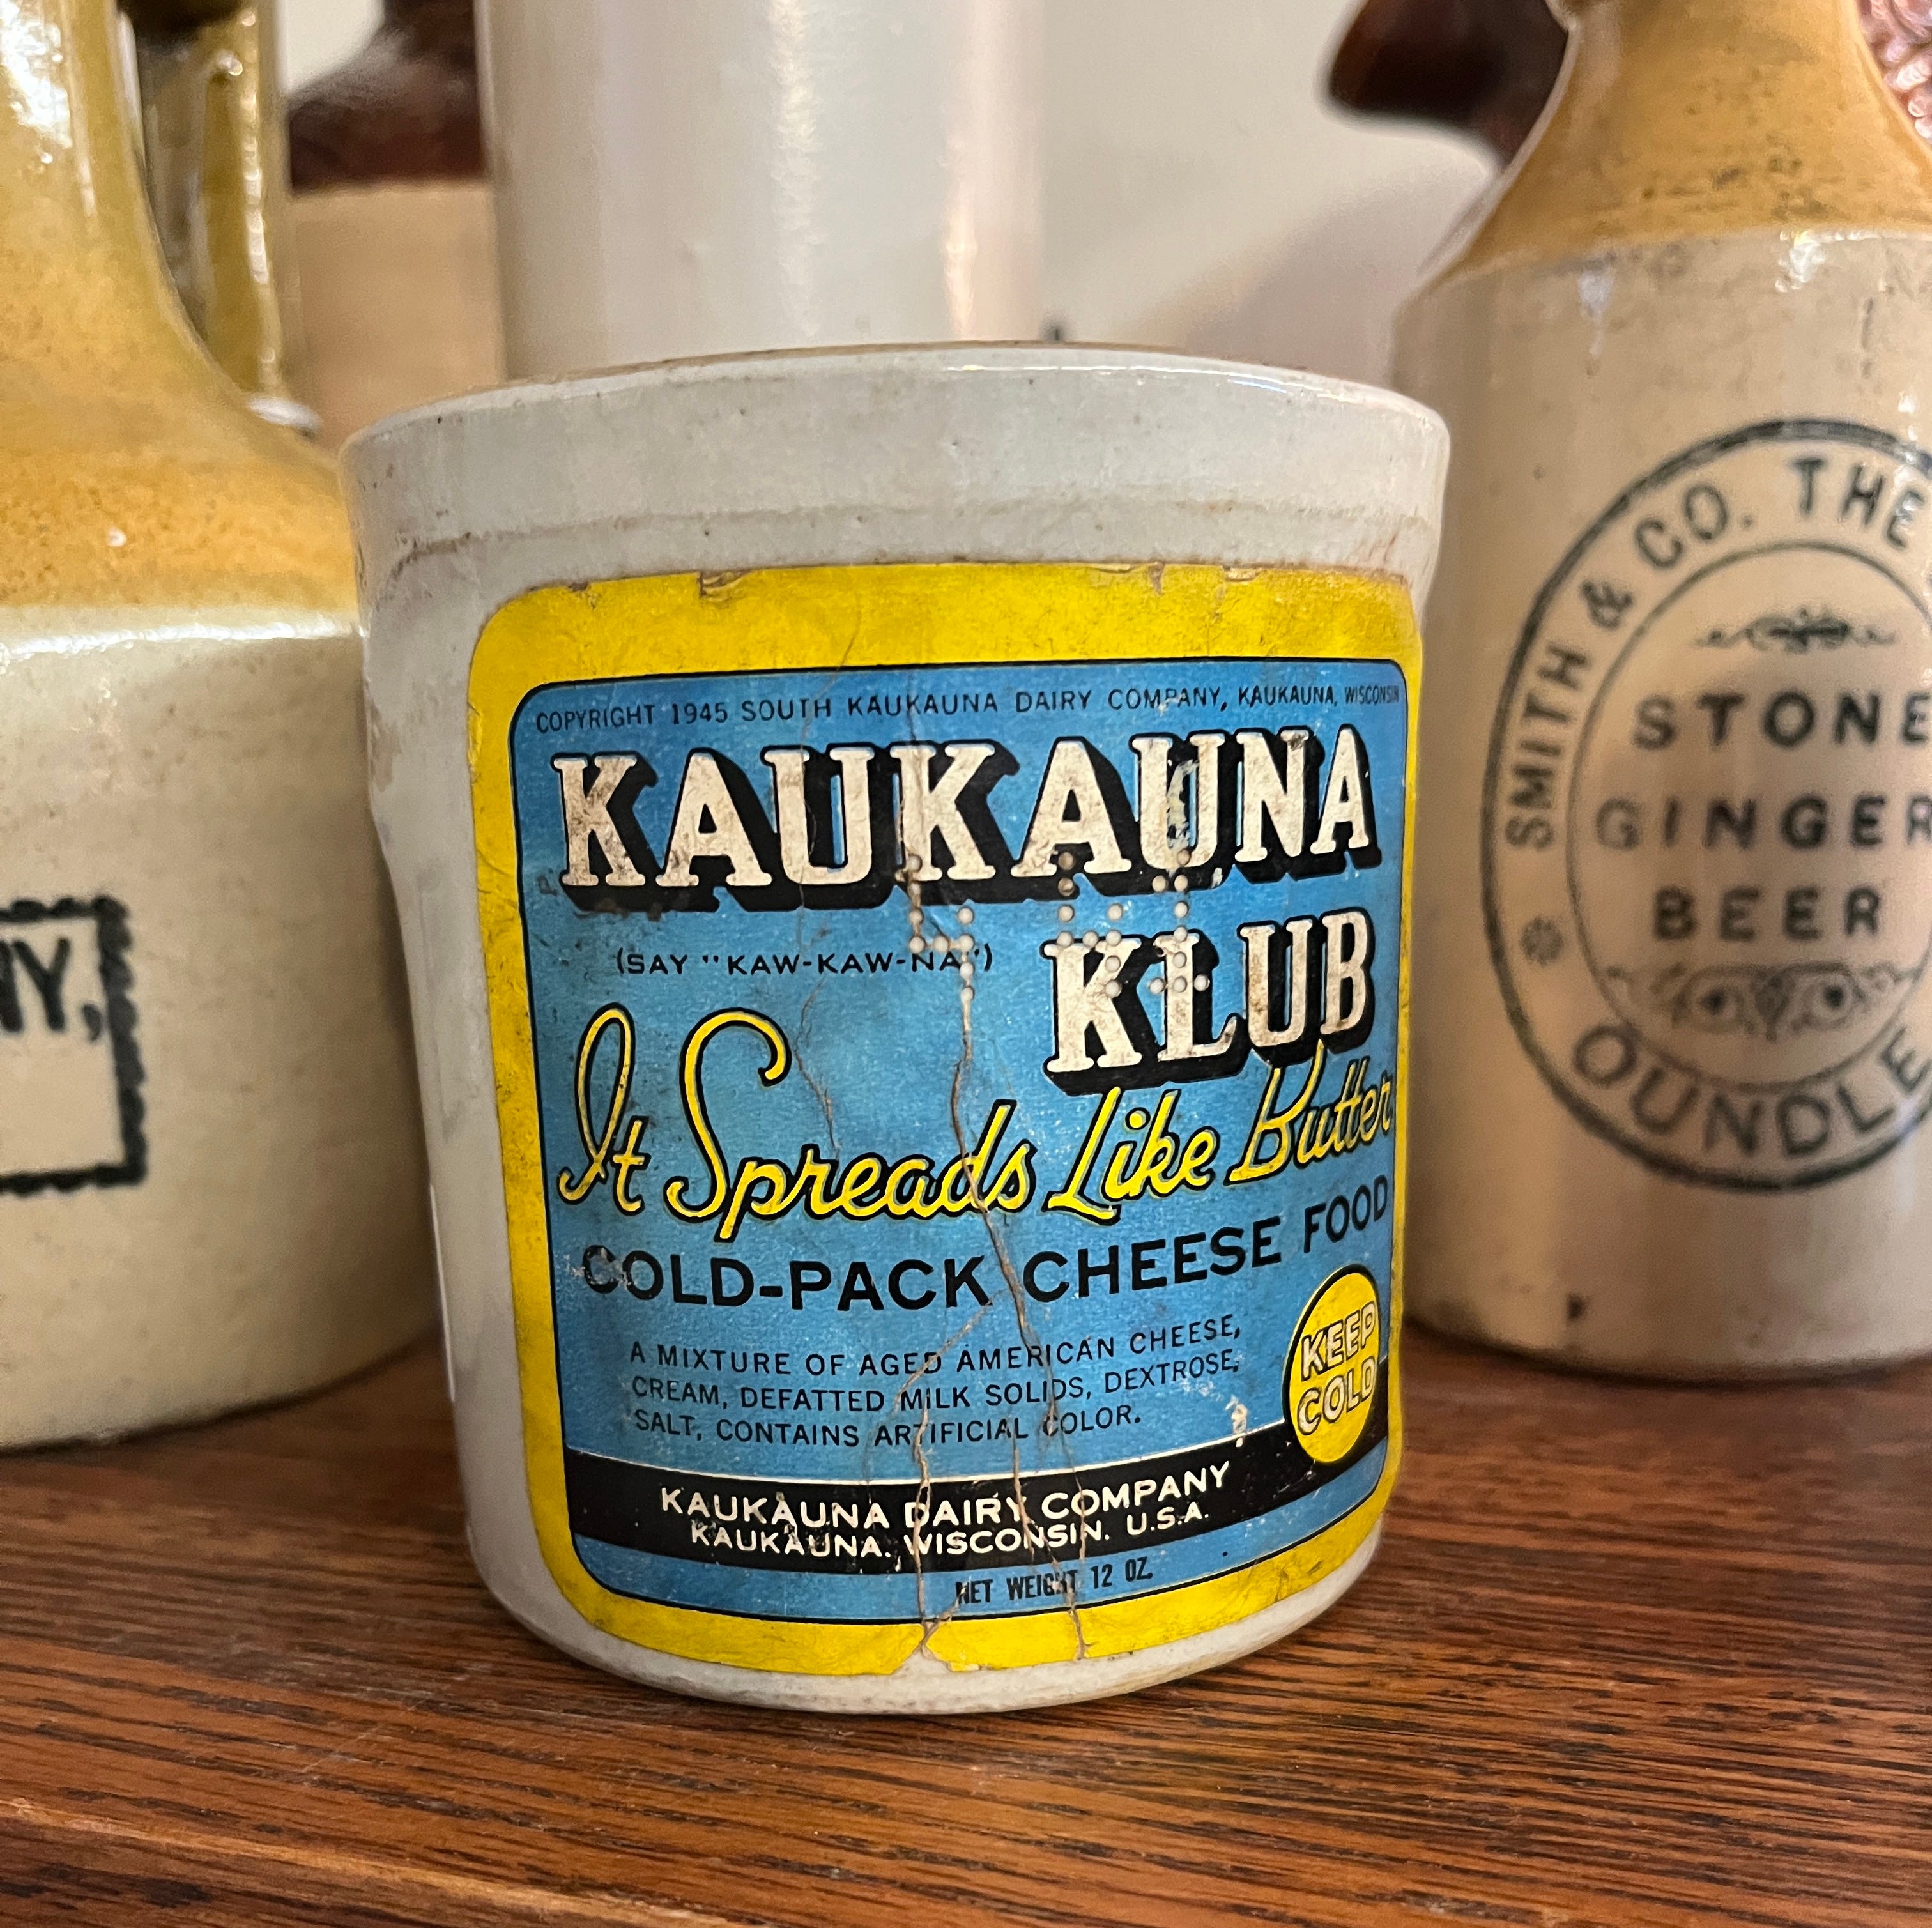 COPYRIGHT 1945 SOUTH KAUKAUNA DAIRY COMPANY, KAUKAUNA, WISCONSIN
KAUKAUNA
(SAY "KAW-KAW-NA")
KLUB
It Spreads Like Butter
COLD-PACK CHEESE FOOD
A MIXTURE OF AGED AMERICAN CHEESE,
CREAM, DEFATTED MILK SOLIDS, DEXTROSE,
SALT, CONTAINS ARTIFICIAL COLOR.
KEEP
COLD
KAUKAUNA DAIRY COMPANY
KAUKAUNA, WISCONSIN. U.S.A.
NET WEIGHT 12 OZ.
SMITH & CO. THE
STONE
GINGER
BEER
OUNDLE